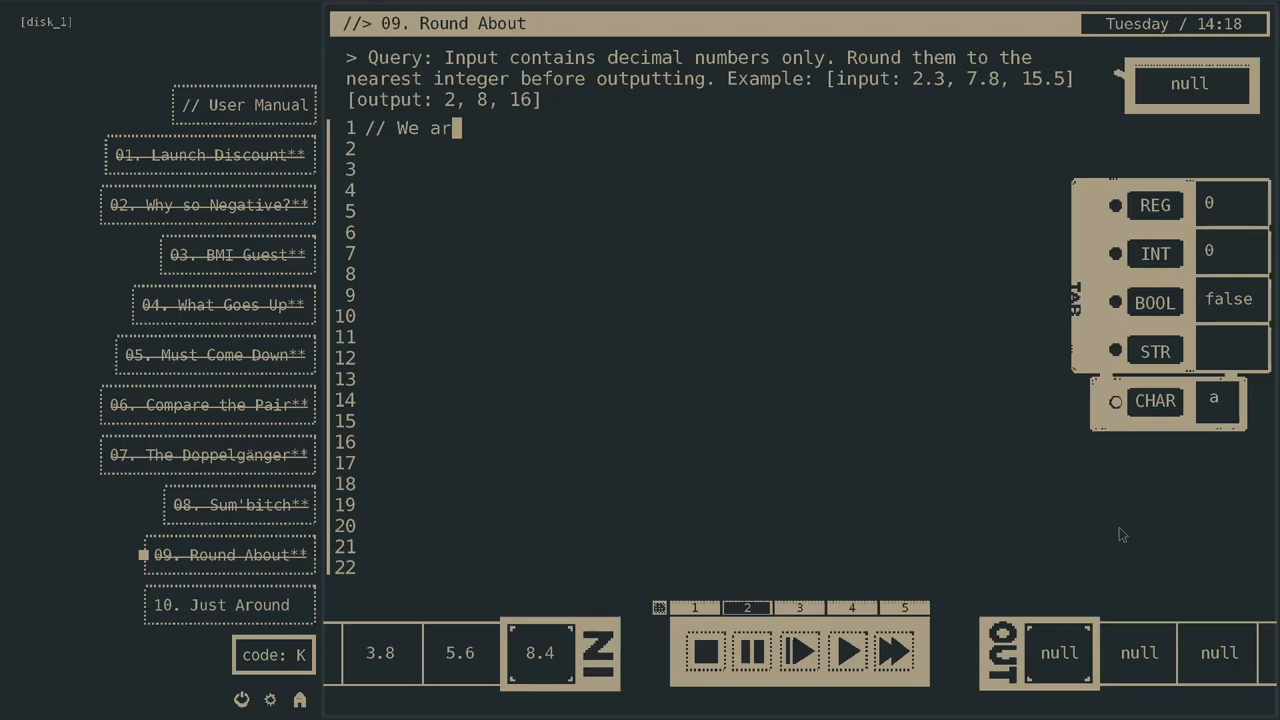 [disk_1]
// User Manual
01. Launch Discount**
02. Why so Negative?**
03. BMI Guest**
04. What Goes Up**
05. Must Come Down**
06. Compare the Pair**
07. The Doppelgänger**
08. Sum'bitch**
09. Round About**
10. Just Around
code: K
//> 09. Round About
Tuesday / 14:18
> Query: Input contains decimal numbers only. Round them to the
nearest integer before outputting. Example: [input: 2.3, 7.8, 15.5]
[output: 2, 8, 16]
1 // We ar
2
3
4
5
6
7
8
9
10
11
12
13
14
15
16
17
18
19
20
21
22
null
REG 0
INT 0
BOOL false
STR
CHAR a
TAP
3.8 5.6 8.4 IN
1 2 3 4 5
OUT null null null